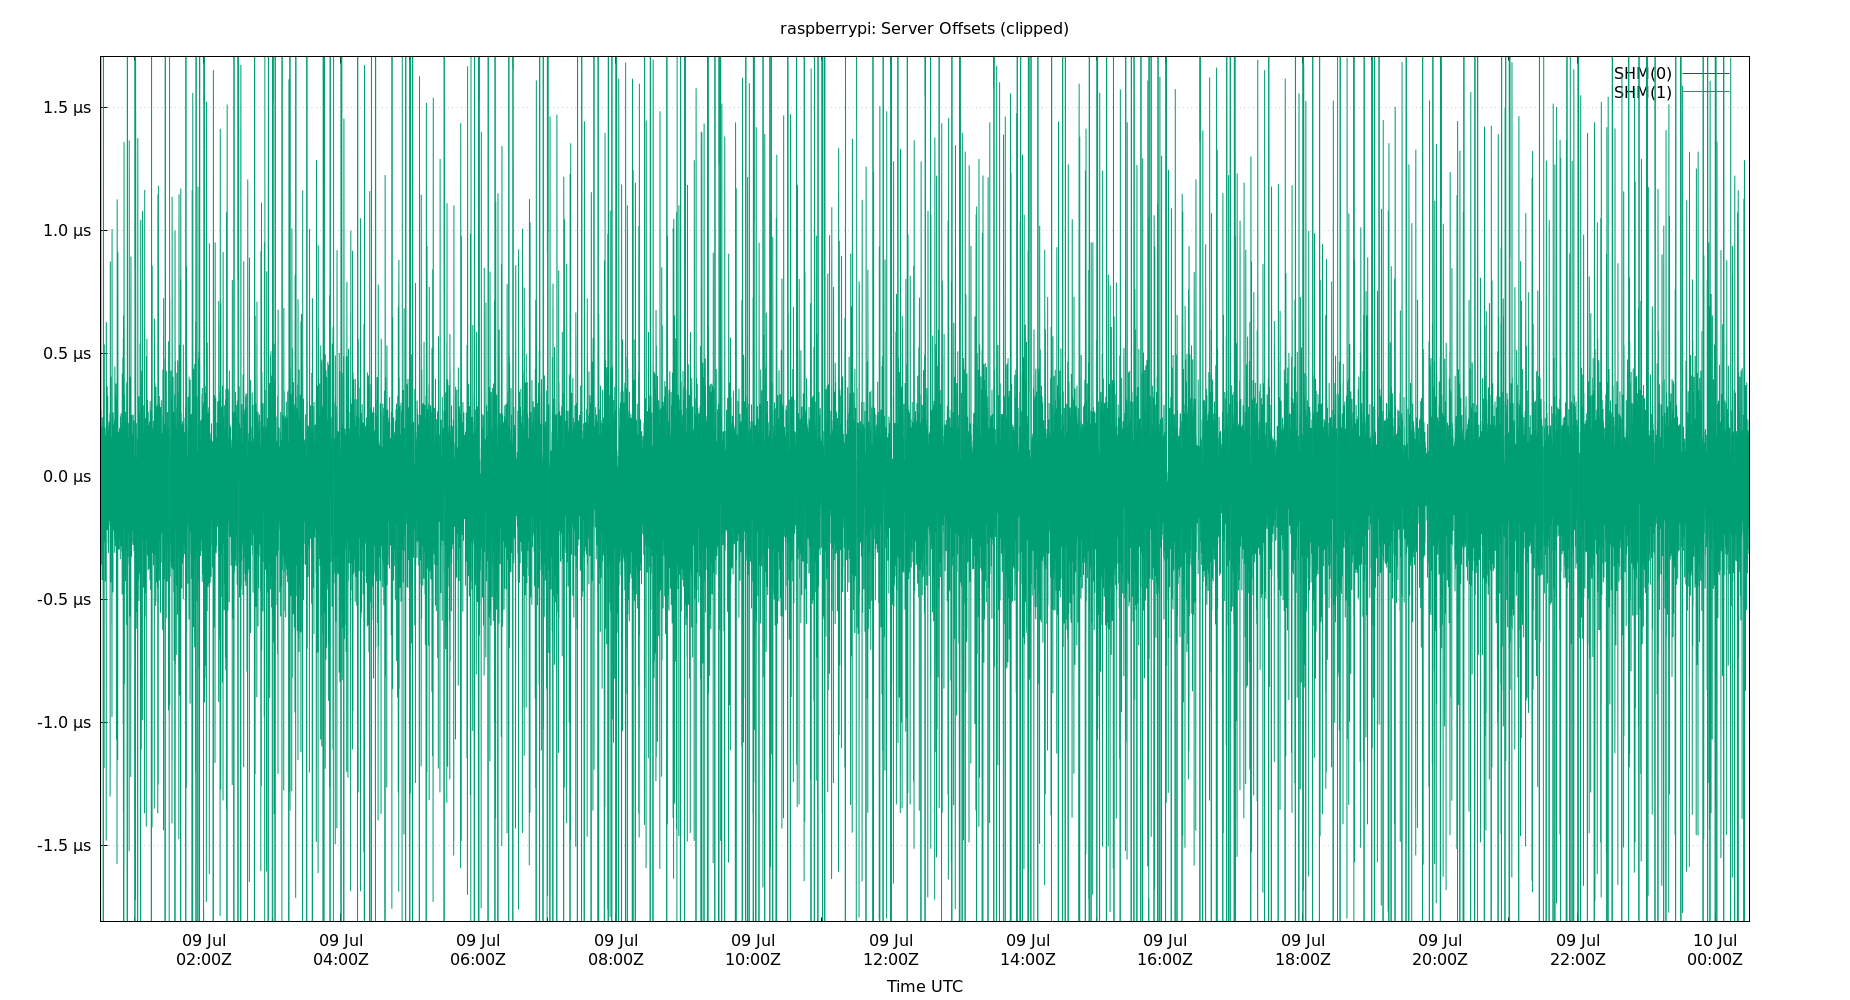 raspberrypi: Server Offsets (clipped)
SHM(0)
SHM(1)
1.5 µs
1.0 µs
0.5 µs
0.0 µs
-0.5 µs
-1.0 µs
-1.5 µs
09 Jul 09 Jul 09 Jul 09 Jul 09 Jul 09 Jul 09 Jul 09 Jul 09 Jul 09 Jul 09 Jul 10 Jul
02:00Z 04:00Z 06:00Z 08:00Z 10:00Z 12:00Z 14:00Z 16:00Z 18:00Z 20:00Z 22:00Z 00:00Z
Time UTC